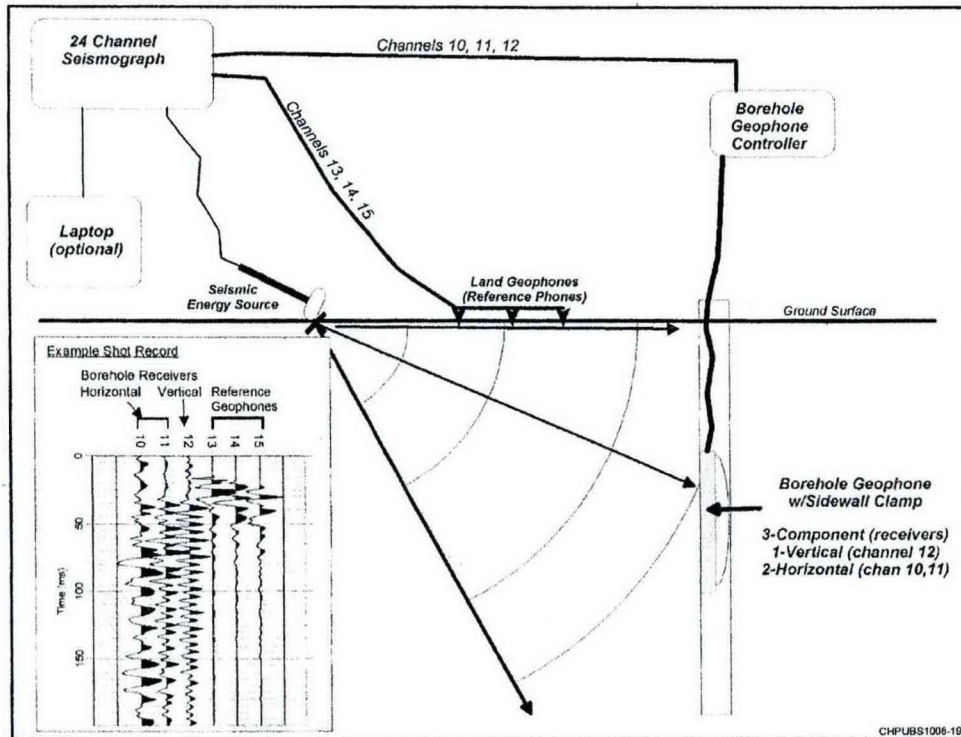 24 Channel
Seismograph
Channels 10, 11, 12
Borehole
Geophone
Controller
Channels 13, 14, 15
Laptop
(optional)
Seismic
Energy Source
Land Geophones
(Reference Phones)
Ground Surface
Example Shot Record
Borehole Receivers
Horizontal Vertical Reference
Geophones
10 11 12 13 14 15
0
50
100
150
Time (ms)
Borehole Geophone
w/Sidewall Clamp
3-Component (receivers)
1-Vertical (channel 12)
2-Horizontal (chan 10,11)
CHPUBS1008-19